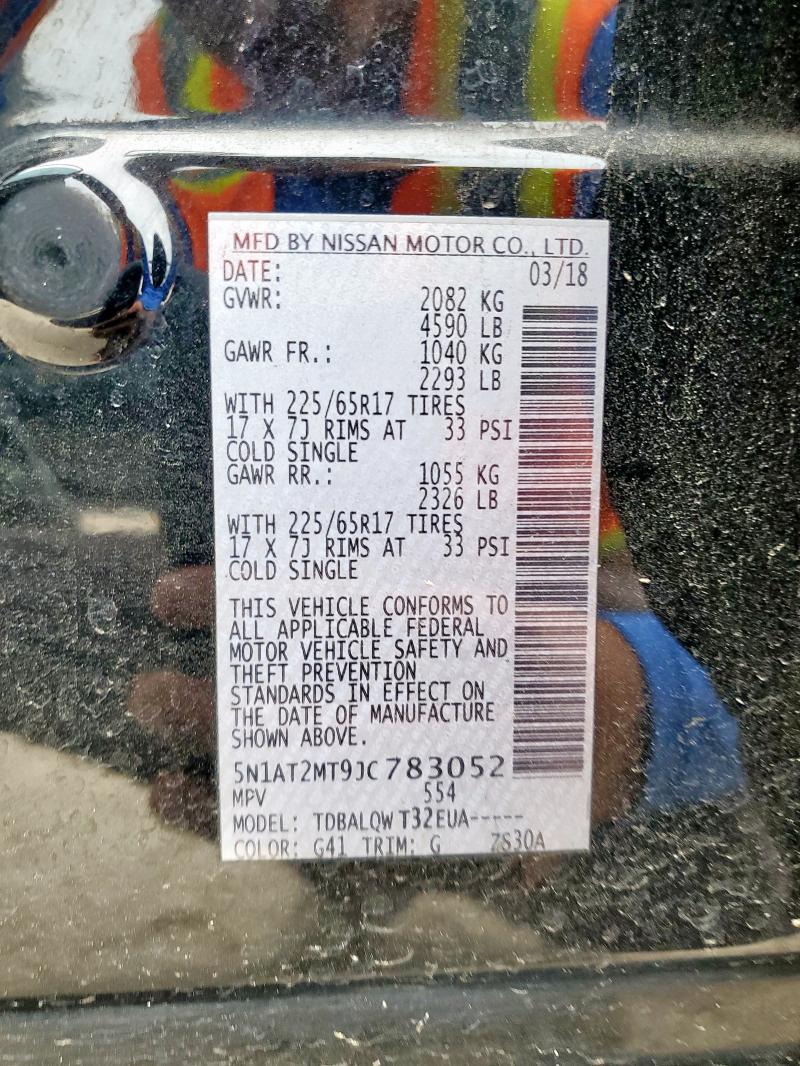 MFD BY NISSAN MOTOR CO., LTD.
DATE: 03/18
GVWR: 2082 KG
4590 LB
GAWR FR.: 1040 KG
2293 LB
WITH 225/65R17 TIRES
17 X 7J RIMS AT 33 PSI
COLD SINGLE
GAWR RR.: 1055 KG
2326 LB
WITH 225/65R17 TIRES
17 X 7J RIMS AT 33 PSI
COLD SINGLE
THIS VEHICLE CONFORMS TO
ALL APPLICABLE FEDERAL
MOTOR VEHICLE SAFETY AND
THEFT PREVENTION
STANDARDS IN EFFECT ON
THE DATE OF MANUFACTURE
SHOWN ABOVE.
5N1AT2MT9JC783052
MPV 554
MODEL: TDBALQWT32EUA-----
COLOR: G41 TRIM: G 7S30A